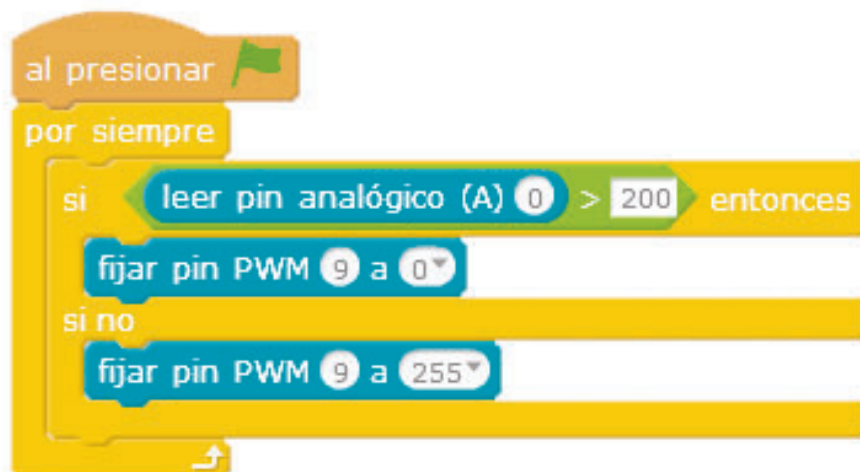 al presionar
por siempre
si leer pin analógico (A) 0 > 200 entonces
fijar pin PWM 9 a 0
si no
fijar pin PWM 9 a 255